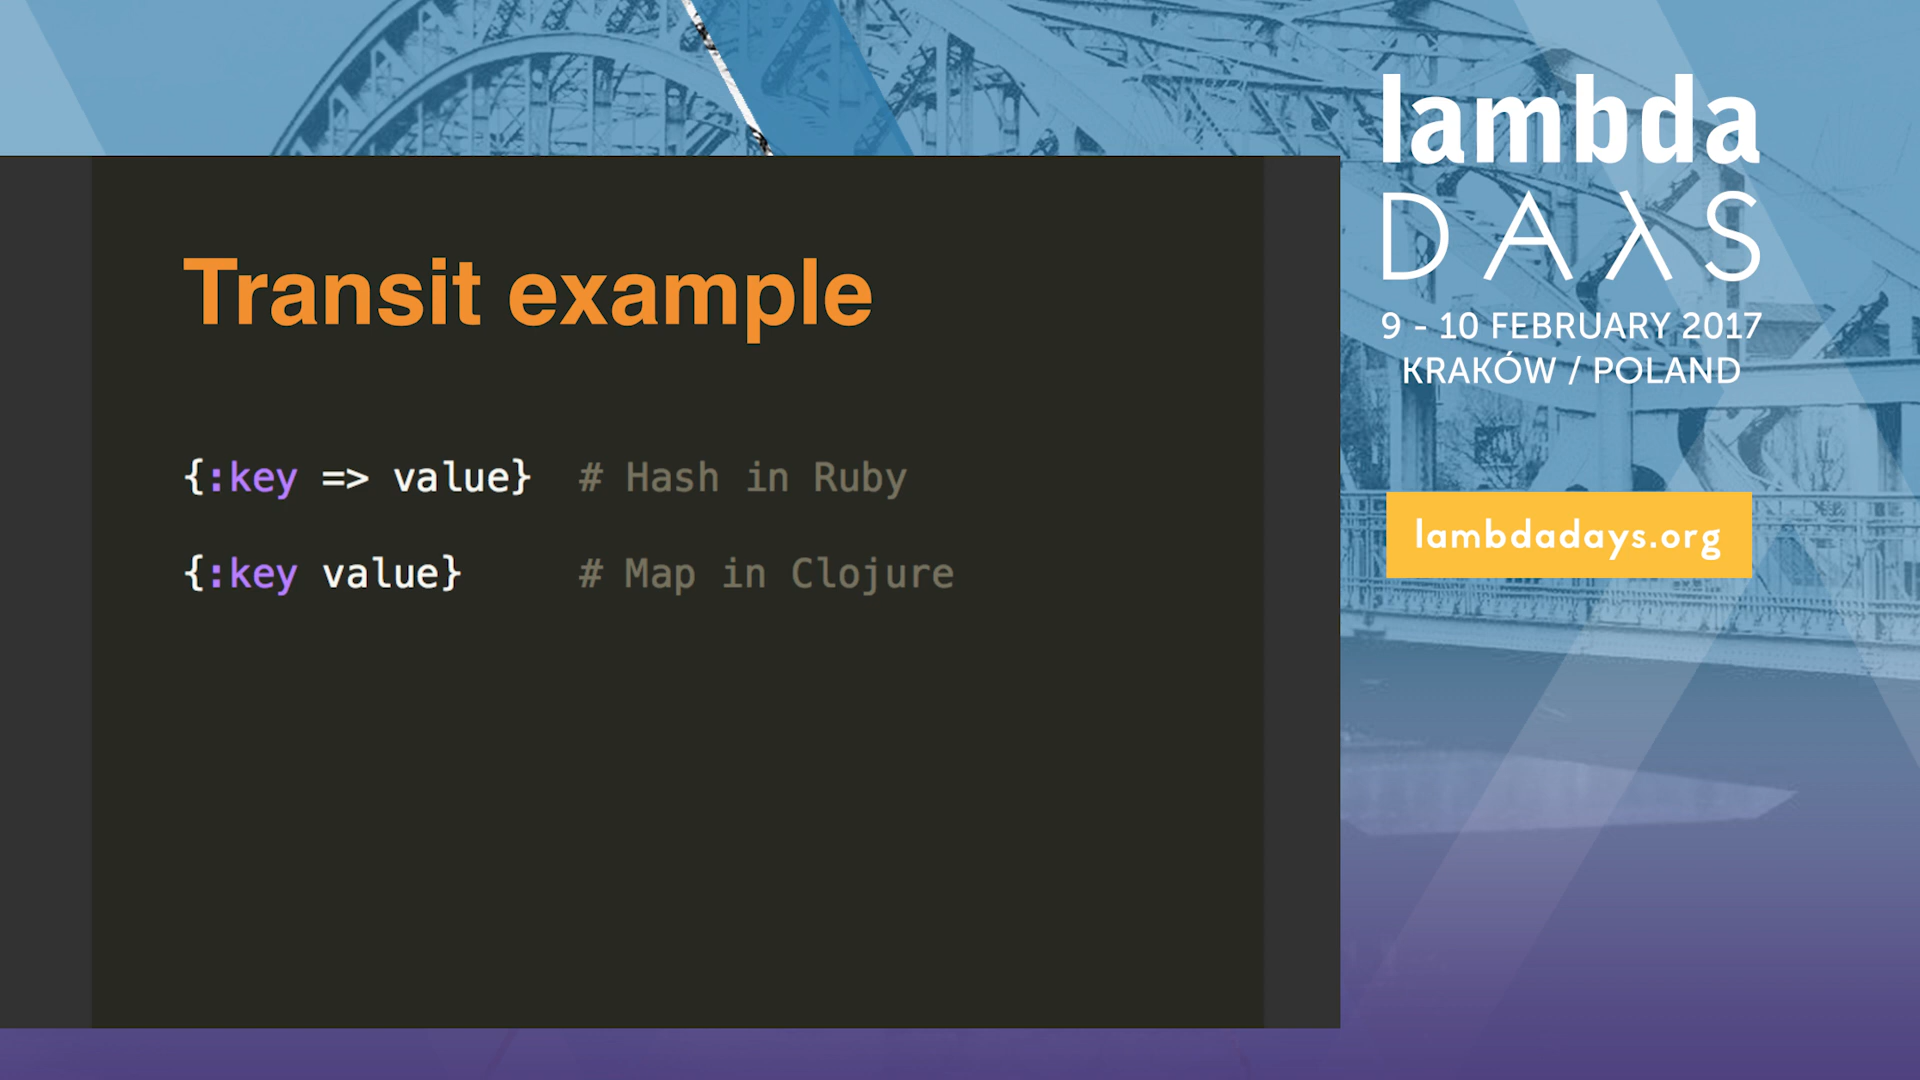 Transit example
{:key => value}  # Hash in Ruby
{:key value}     # Map in Clojure
lambda
DAλS
9 - 10 FEBRUARY 2017
KRAKÓW / POLAND
lambdadays.org